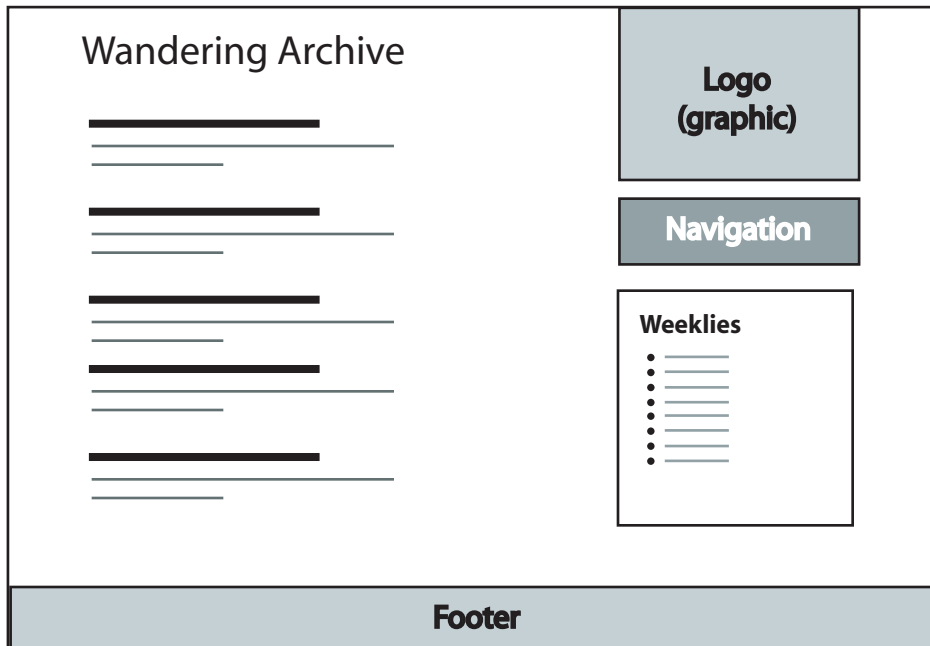 Wandering Archive
Logo
(graphic)
Navigation
Weeklies
Footer